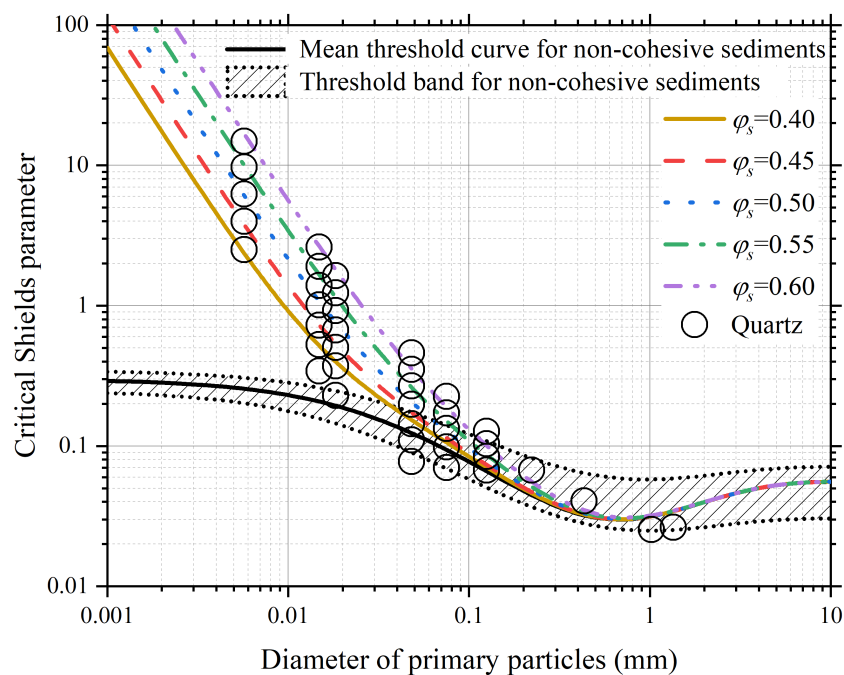 100
10
1
0.1
0.01
Critical Shields parameter
Mean threshold curve for non-cohesive sediments
Threshold band for non-cohesive sediments
φs=0.40
φs=0.45
φs=0.50
φs=0.55
φs=0.60
Quartz
0.001
0.01
0.1
1
10
Diameter of primary particles (mm)